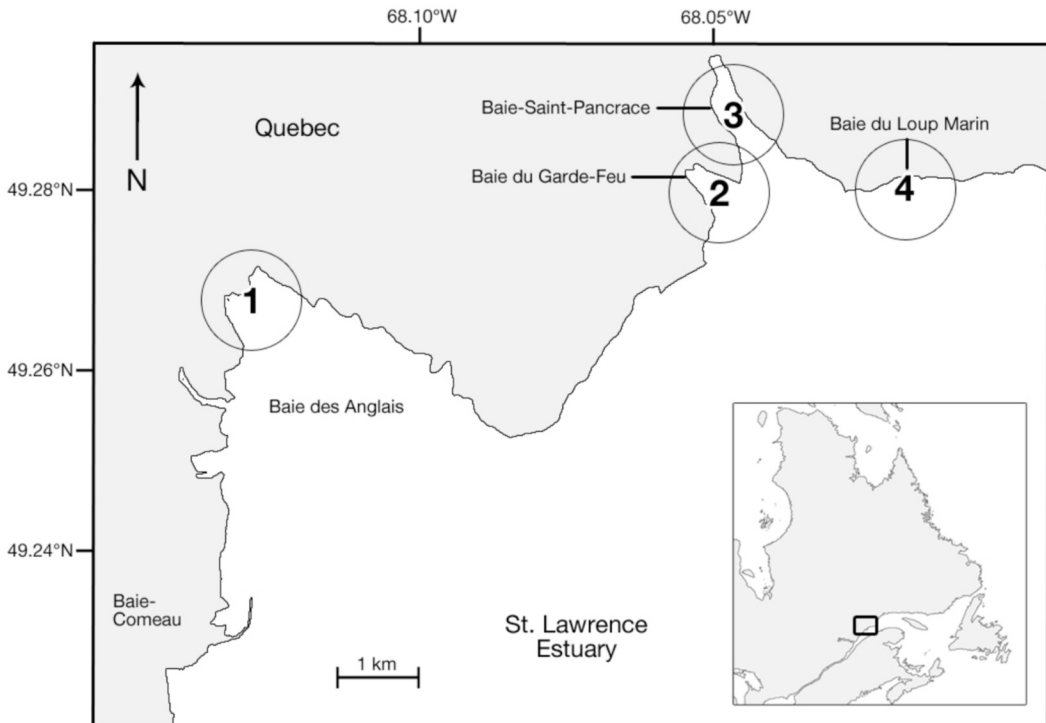 68.10°W
68.05°W
Baie-Saint-Pancrace
3
Baie du Loup Marin
Quebec
N
Baie du Garde-Feu
49.28°N
2
4
1
49.26°N
Baie des Anglais
49.24°N
Baie-
Comeau
St. Lawrence
Estuary
1 km